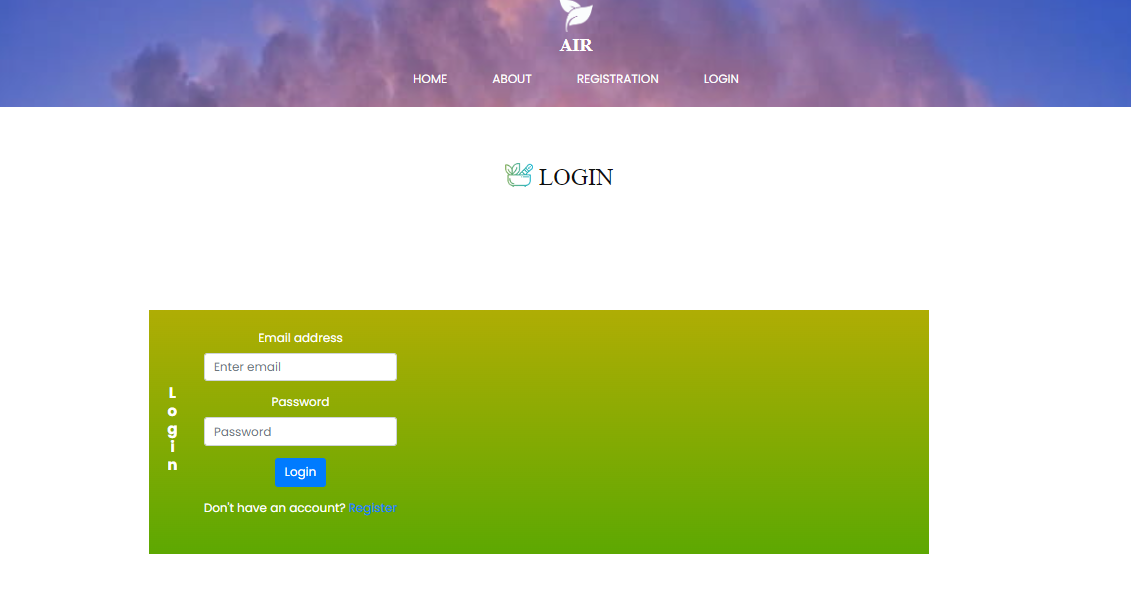 AIR
HOME ABOUT REGISTRATION LOGIN
LOGIN
Email address
Enter email
Login
Password
Password
Login
Don't have an account? Register